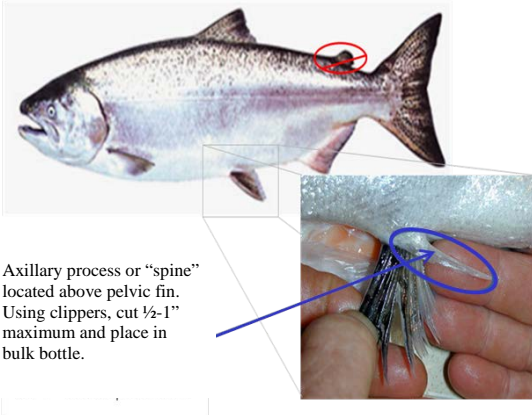 Axillary process or “spine”
located above pelvic fin.
Using clippers, cut ½-1”
maximum and place in
bulk bottle.